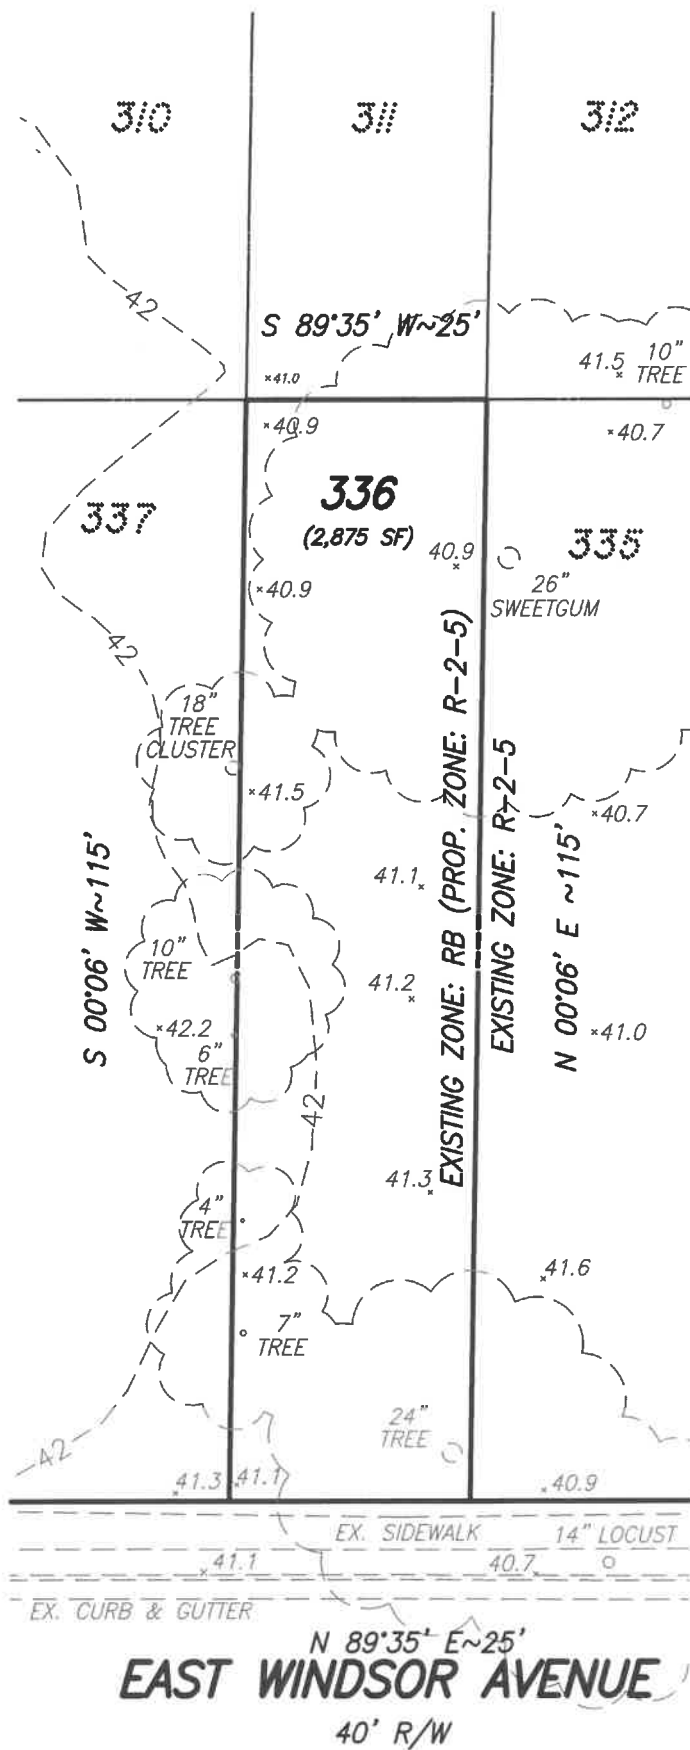 310
311
312
42
S 89°35' W~25'
41.0
41.5
10"
TREE
40.9
40.7
337
336
(2,875 SF)
335
40.9
40.9
26"
SWEETGUM
42
18"
TREE
CLUSTER
41.5
40.7
S 00°06' W~115'
41.1
EXISTING ZONE: RB (PROP. ZONE: R-2-5)
EXISTING ZONE: R-2-5
N 00°06' E ~115'
10"
TREE
41.2
42.2
41.0
6"
TREE
42
41.3
4"
TREE
41.2
41.6
7"
TREE
24"
TREE
42
41.3
41.1
40.9
EX. SIDEWALK
14" LOCUST
41.1
40.7
EX. CURB & GUTTER
N 89°35' E~25'
EAST WINDSOR AVENUE
40' R/W